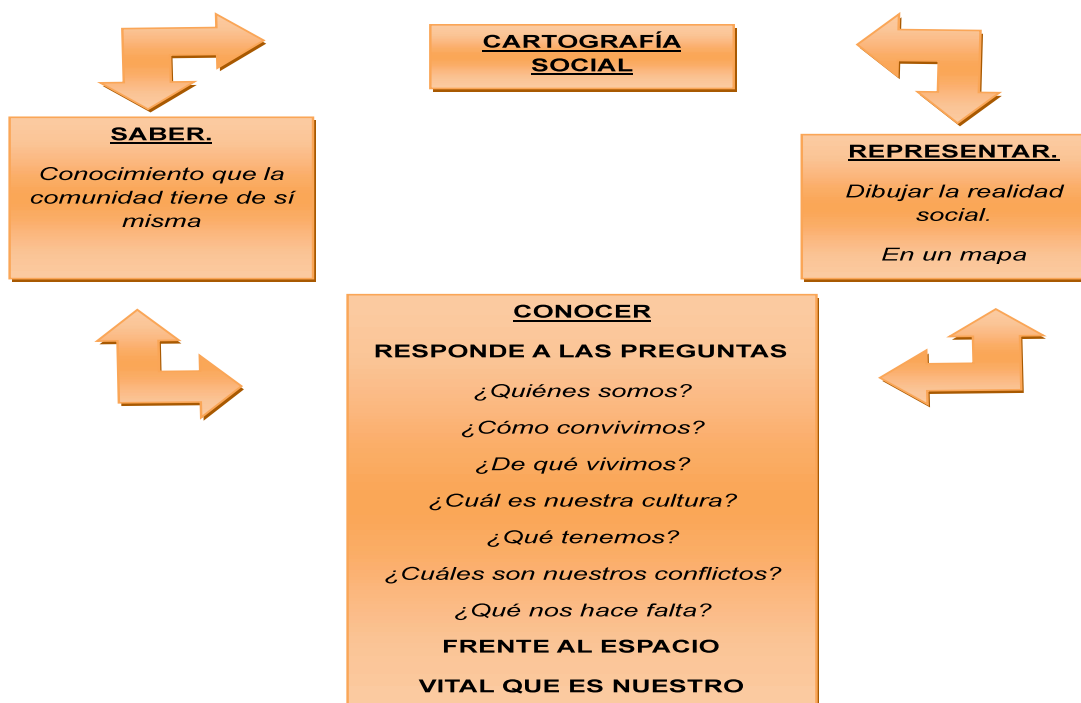 CARTOGRAFÍA
SOCIAL
SABER.
Conocimiento que la
comunidad tiene de sí
misma
REPRESENTAR.
Dibujar la realidad
social.
En un mapa
CONOCER
RESPONDE A LAS PREGUNTAS
¿Quiénes somos?
¿Cómo convivimos?
¿De qué vivimos?
¿Cuál es nuestra cultura?
¿Qué tenemos?
¿Cuáles son nuestros conflictos?
¿Qué nos hace falta?
FRENTE AL ESPACIO
VITAL QUE ES NUESTRO